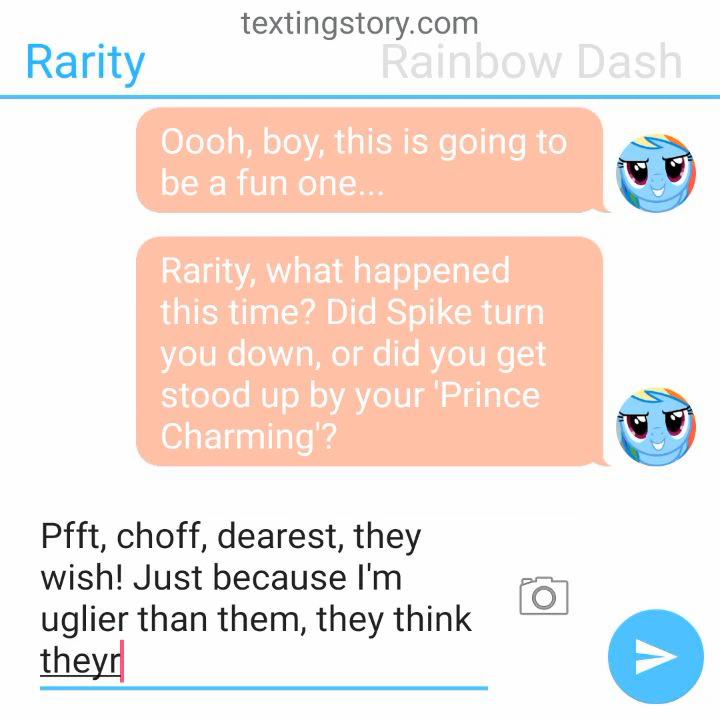 textingstory.com
Rarity
Rainbow Dash
Oooh, boy, this is going to
be a fun one...
Rarity, what happened
this time? Did Spike turn
you down, or did you get
stood up by your 'Prince
Charming'?
Pfft, choff, dearest, they
wish! Just because I'm
uglier than them, they think
theyr